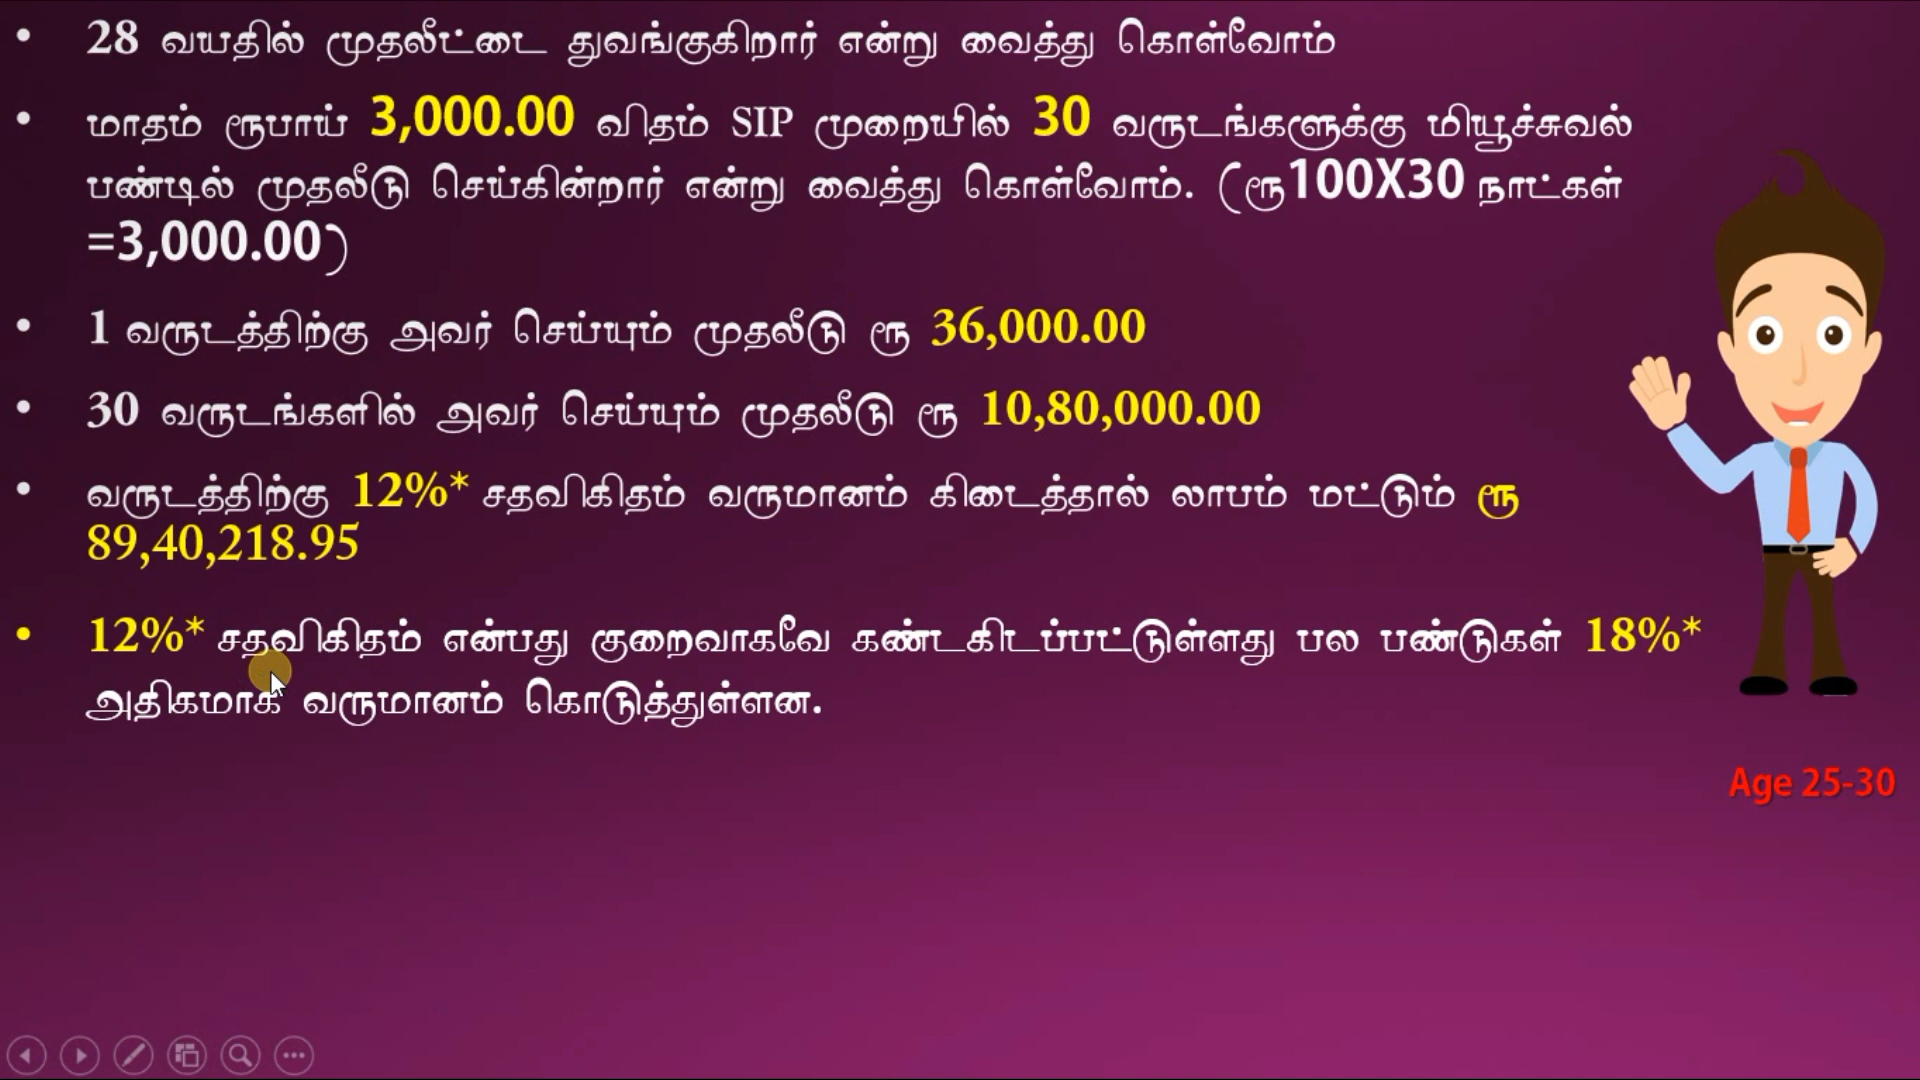 • 28 வயதில் முதலீட்டை துவங்குகிறார் என்று வைத்து கொள்வோம்
• மாதம் ரூபாய் 3,000.00 விதம் SIP முறையில் 30 வருடங்களுக்கு மியூச்சுவல்
பண்டில் முதலீடு செய்கின்றார் என்று வைத்து கொள்வோம். (ரூ100X30 நாட்கள்
=3,000.00)
• 1 வருடத்திற்கு அவர் செய்யும் முதலீடு ரூ 36,000.00
• 30 வருடங்களில் அவர் செய்யும் முதலீடு ரூ 10,80,000.00
• வருடத்திற்கு 12%* சதவிகிதம் வருமானம் கிடைத்தால் லாபம் மட்டும் ரூ
89,40,218.95
• 12%* சதவிகிதம் என்பது குறைவாகவே கண்டகிடப்பட்டுள்ளது பல பண்டுகள் 18%*
அதிகமாக வருமானம் கொடுத்துள்ளன.
Age 25-30